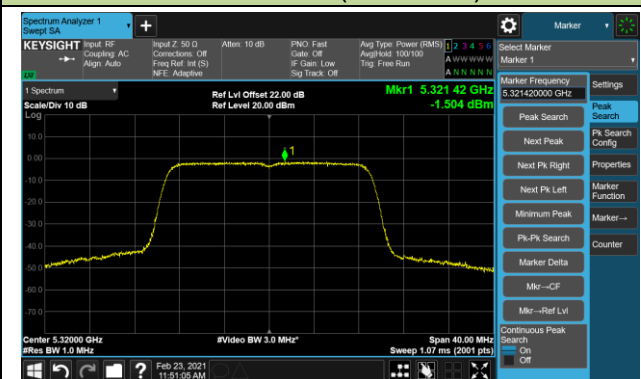 Spectrum Analyzer 1
Swept SA
+
Marker
KEYSIGHT
Input: RF
Coupling: AC
Align: Auto
Input Z: 50 Ω
Corrections: Off
Freq Ref: Int (S)
NFE: Adaptive
Atten: 10 dB
PNO: Fast
Gate: Off
IF Gain: Low
Sig Track: Off
Avg Type: Power (RMS)
Avg|Hold: 100/100
Trig: Free Run
1 2 3 4 5 6
A W W W W W
A N N N N N
Select Marker
Marker 1
Marker Frequency
5.321420000 GHz
Settings
Peak Search
Next Peak
Next Pk Right
Next Pk Left
Minimum Peak
Pk-Pk Search
Marker Delta
Mkr→CF
Mkr→Ref Lvl
Continuous Peak
Search
On
Off
Peak
Search
Pk Search
Config
Properties
Marker
Function
Marker→
Counter
1 Spectrum
Scale/Div 10 dB
Log
Ref Lvl Offset 22.00 dB
Ref Level 20.00 dBm
Mkr1 5.321 42 GHz
-1.504 dBm
1
10.0
0.00
-10.0
-20.0
-30.0
-40.0
-50.0
-60.0
-70.0
Center 5.32000 GHz
#Res BW 1.0 MHz
#Video BW 3.0 MHz*
Span 40.00 MHz
Sweep 1.07 ms (2001 pts)
?
Feb 23, 2021
11:51:05 AM